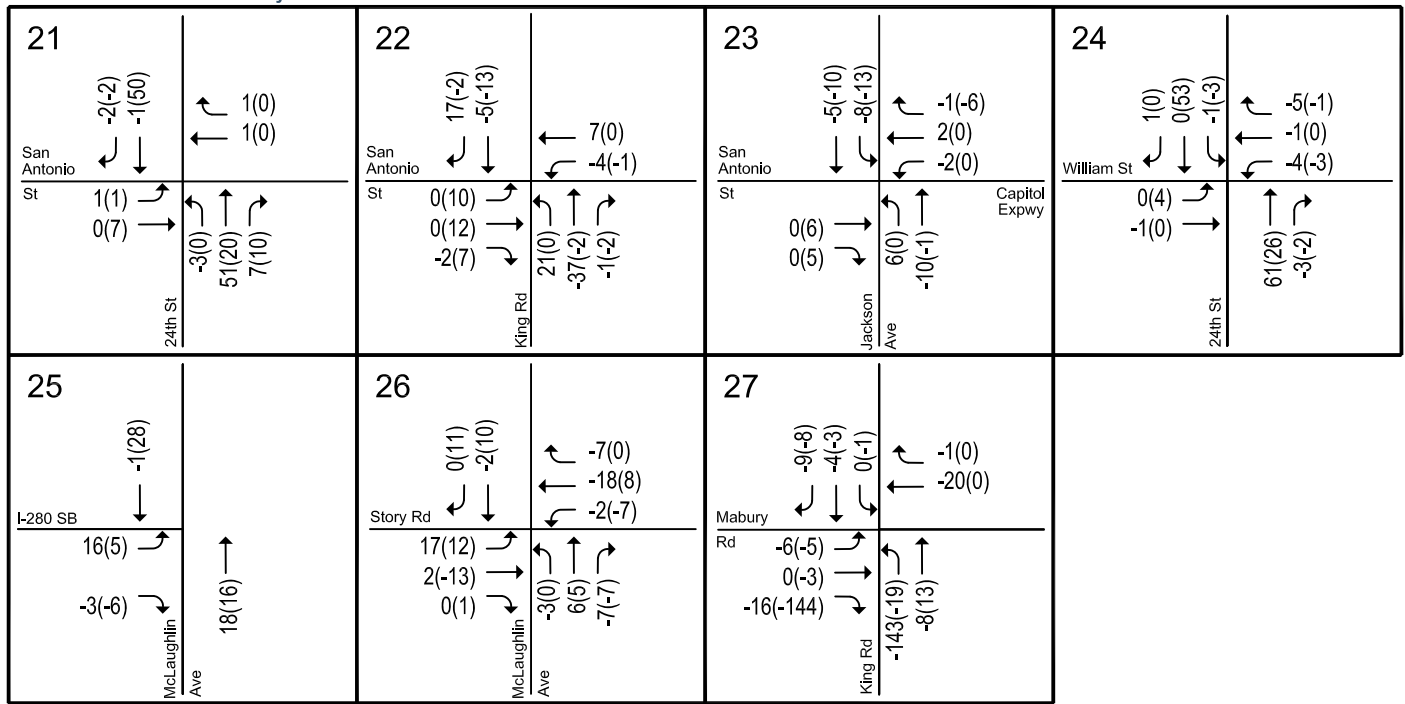 21
-2(-2)
-1(50)
1(0)
1(0)
San
Antonio
St
1(1)
0(7)
-3(0)
51(20)
7(10)
24th St
22
17(-2)
-5(-13)
7(0)
-4(-1)
San
Antonio
St
0(10)
0(12)
-2(7)
21(0)
-37(-2)
-1(-2)
King Rd
23
-5(-10)
-8(-13)
-1(-6)
2(0)
-2(0)
San
Antonio
St
Capitol
Expwy
0(6)
0(5)
6(0)
-10(-1)
Jackson
Ave
24
1(0)
0(53)
-1(-3)
-5(-1)
-1(0)
-4(-3)
William St
0(4)
-1(0)
61(26)
-3(-2)
24th St
25
-1(28)
I-280 SB
16(5)
-3(-6)
18(16)
McLaughlin
Ave
26
0(11)
-2(10)
-7(0)
-18(8)
-2(-7)
Story Rd
17(12)
2(-13)
0(1)
-3(0)
6(5)
-7(-7)
McLaughlin
Ave
27
-9(-8)
-4(-3)
0(-1)
-1(0)
-20(0)
Mabury
Rd
-6(-5)
0(-3)
-16(-144)
-143(-19)
-8(13)
King Rd